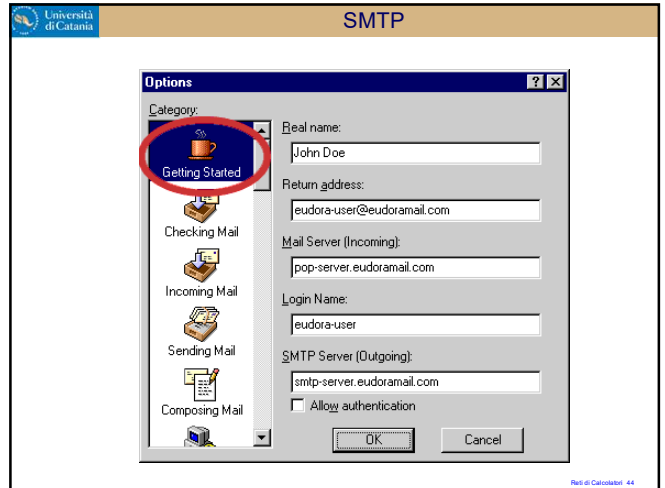 Università
di Catania
SMTP
Options
Category:
Getting Started
Checking Mail
Incoming Mail
Sending Mail
Composing Mail
Real name:
John Doe
Return address:
eudora-user@eudoramail.com
Mail Server (Incoming):
pop-server.eudoramail.com
Login Name:
eudora-user
SMTP Server (Outgoing):
smtp-server.eudoramail.com
Allow authentication
OK Cancel
Reti di Calcolatori 44